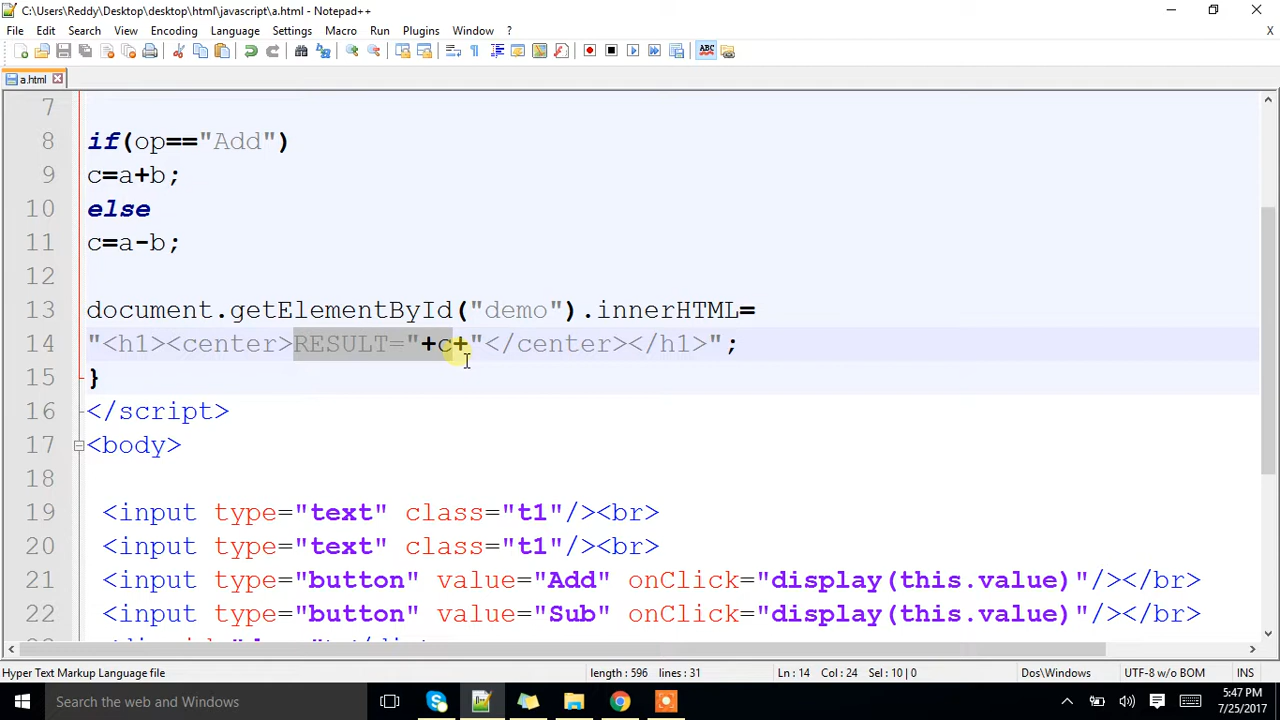 C:\Users\Reddy\Desktop\desktop\html\javascript\a.html - Notepad++
File Edit Search View Encoding Language Settings Macro Run Plugins Window ? X
a.html
7
8 if(op=="Add")
9 c=a+b;
10 else
11 c=a-b;
12
13 document.getElementById("demo").innerHTML=
14 "<h1><center>RESULT="+c+"</center></h1>";
15 }
16 </script>
17 <body>
18
19 <input type="text" class="t1"/><br>
20 <input type="text" class="t1"/><br>
21 <input type="button" value="Add" onClick="display(this.value)"/></br>
22 <input type="button" value="Sub" onClick="display(this.value)"/></br>
Hyper Text Markup Language file length : 596 lines : 31 Ln : 14 Col : 24 Sel : 10 | 0 Dos\Windows UTF-8 w/o BOM INS
Search Windows
5:47 PM
7/25/2017